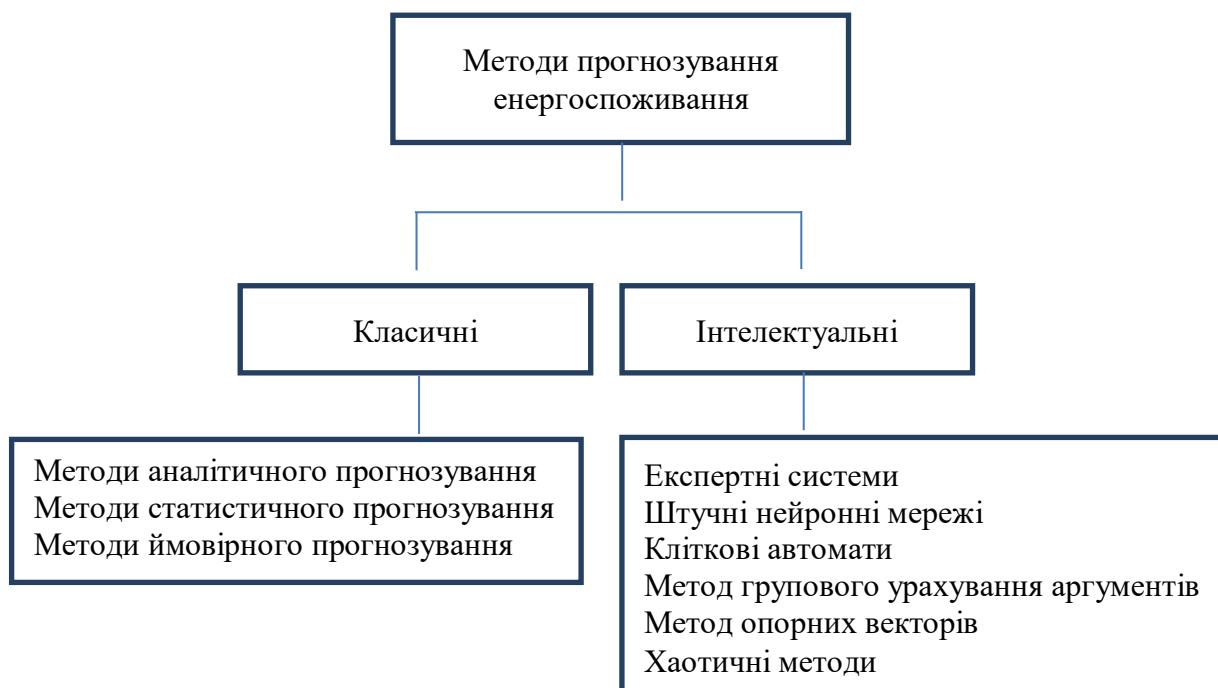 Методи прогнозування
енергоспоживання
Класичні
Інтелектуальні
Методи аналітичного прогнозування
Методи статистичного прогнозування
Методи ймовірного прогнозування
Експертні системи
Штучні нейронні мережі
Кліткові автомати
Метод групового урахування аргументів
Метод опорних векторів
Хаотичні методи